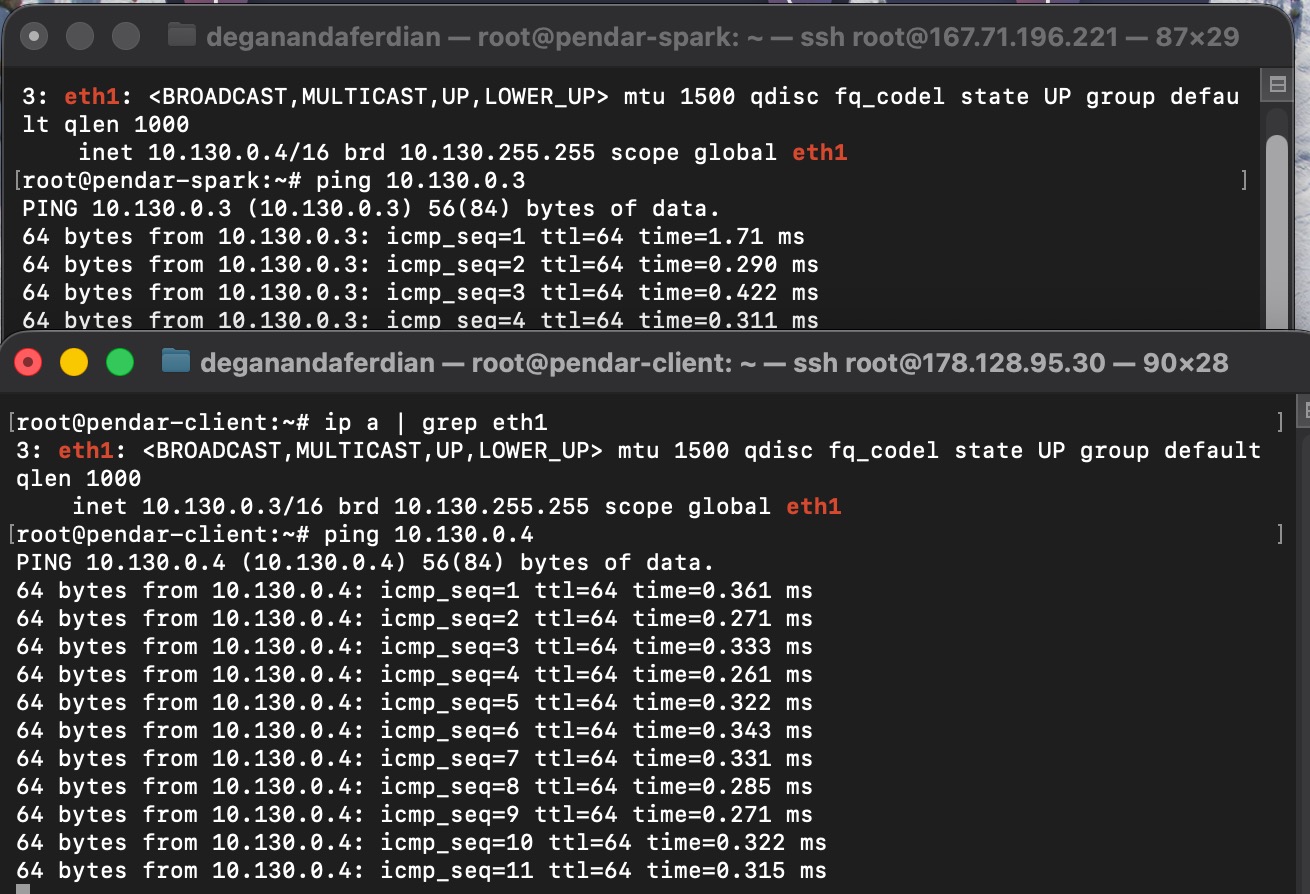 deganandaferdian — root@pendar-spark: ~ — ssh root@167.71.196.221 — 87×29
3: eth1: <BROADCAST,MULTICAST,UP,LOWER_UP> mtu 1500 qdisc fq_codel state UP group defau
lt qlen 1000
    inet 10.130.0.4/16 brd 10.130.255.255 scope global eth1
[root@pendar-spark:~# ping 10.130.0.3 ]
PING 10.130.0.3 (10.130.0.3) 56(84) bytes of data.
64 bytes from 10.130.0.3: icmp_seq=1 ttl=64 time=1.71 ms
64 bytes from 10.130.0.3: icmp_seq=2 ttl=64 time=0.290 ms
64 bytes from 10.130.0.3: icmp_seq=3 ttl=64 time=0.422 ms
64 bytes from 10.130.0.3: icmp_seq=4 ttl=64 time=0.311 ms
deganandaferdian — root@pendar-client: ~ — ssh root@178.128.95.30 — 90×28
[root@pendar-client:~# ip a | grep eth1 ]
3: eth1: <BROADCAST,MULTICAST,UP,LOWER_UP> mtu 1500 qdisc fq_codel state UP group default
qlen 1000
    inet 10.130.0.3/16 brd 10.130.255.255 scope global eth1
[root@pendar-client:~# ping 10.130.0.4 ]
PING 10.130.0.4 (10.130.0.4) 56(84) bytes of data.
64 bytes from 10.130.0.4: icmp_seq=1 ttl=64 time=0.361 ms
64 bytes from 10.130.0.4: icmp_seq=2 ttl=64 time=0.271 ms
64 bytes from 10.130.0.4: icmp_seq=3 ttl=64 time=0.333 ms
64 bytes from 10.130.0.4: icmp_seq=4 ttl=64 time=0.261 ms
64 bytes from 10.130.0.4: icmp_seq=5 ttl=64 time=0.322 ms
64 bytes from 10.130.0.4: icmp_seq=6 ttl=64 time=0.343 ms
64 bytes from 10.130.0.4: icmp_seq=7 ttl=64 time=0.331 ms
64 bytes from 10.130.0.4: icmp_seq=8 ttl=64 time=0.285 ms
64 bytes from 10.130.0.4: icmp_seq=9 ttl=64 time=0.271 ms
64 bytes from 10.130.0.4: icmp_seq=10 ttl=64 time=0.322 ms
64 bytes from 10.130.0.4: icmp_seq=11 ttl=64 time=0.315 ms